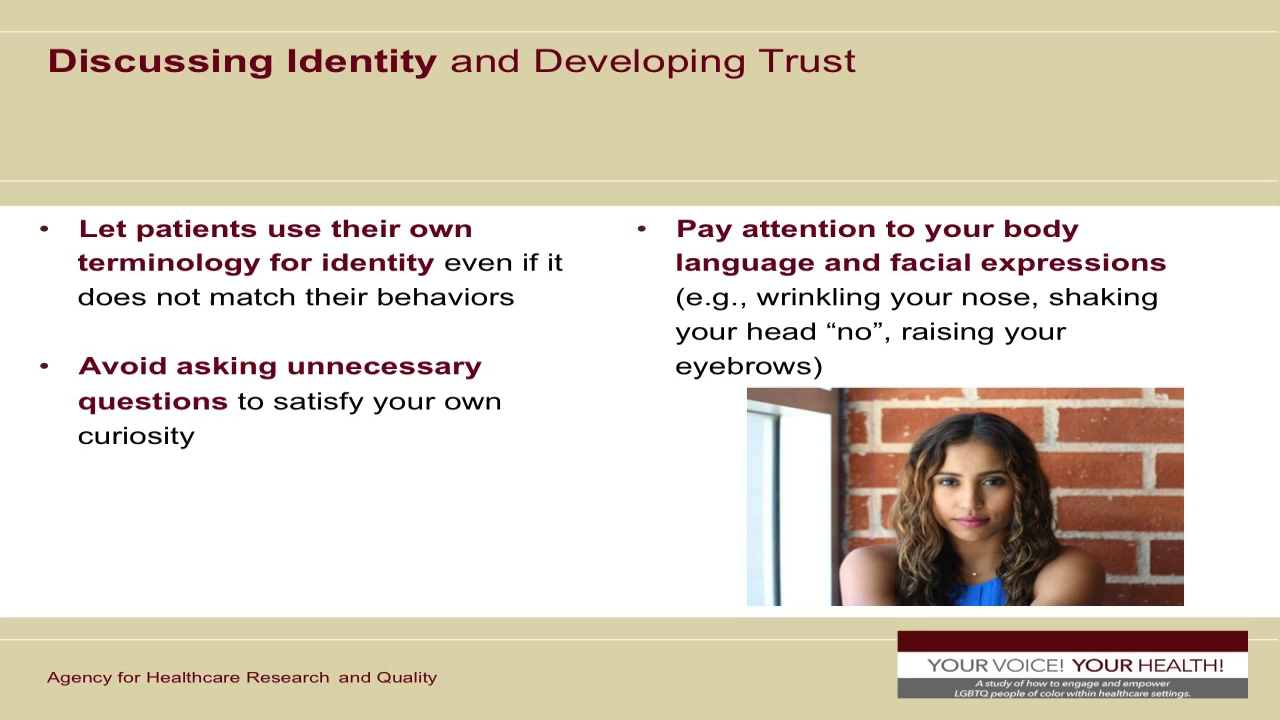 Discussing Identity and Developing Trust
• Let patients use their own
terminology for identity even if it
does not match their behaviors
• Avoid asking unnecessary
questions to satisfy your own
curiosity
• Pay attention to your body
language and facial expressions
(e.g., wrinkling your nose, shaking
your head “no”, raising your
eyebrows)
Agency for Healthcare Research and Quality
YOUR VOICE! YOUR HEALTH!
A study of how to engage and empower
LGBTQ people of color within healthcare settings.